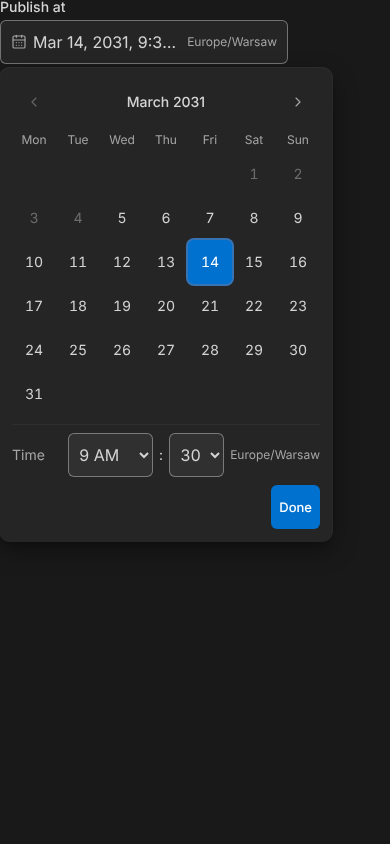 Publish at
Mar 14, 2031, 9:3... Europe/Warsaw
March 2031
Mon Tue Wed Thu Fri Sat Sun
1 2
3 4 5 6 7 8 9
10 11 12 13 14 15 16
17 18 19 20 21 22 23
24 25 26 27 28 29 30
31
Time 9 AM : 30 Europe/Warsaw
Done